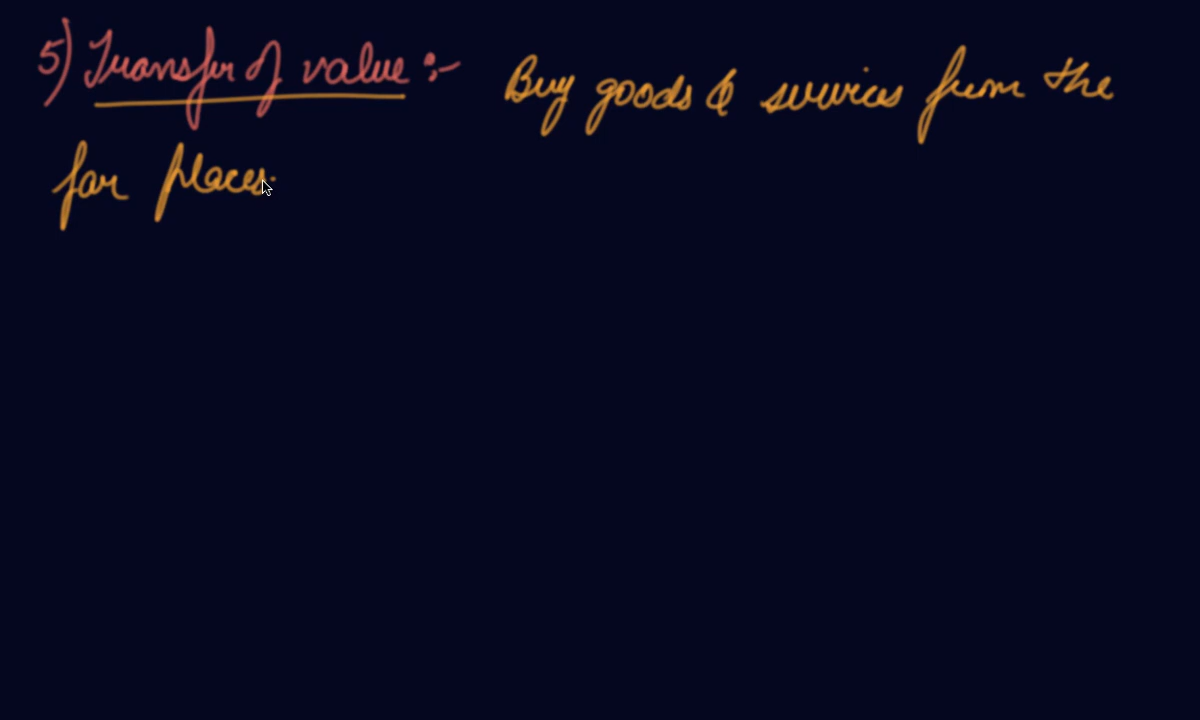 5) Transfer of value :- Buy goods & services from the
far places.